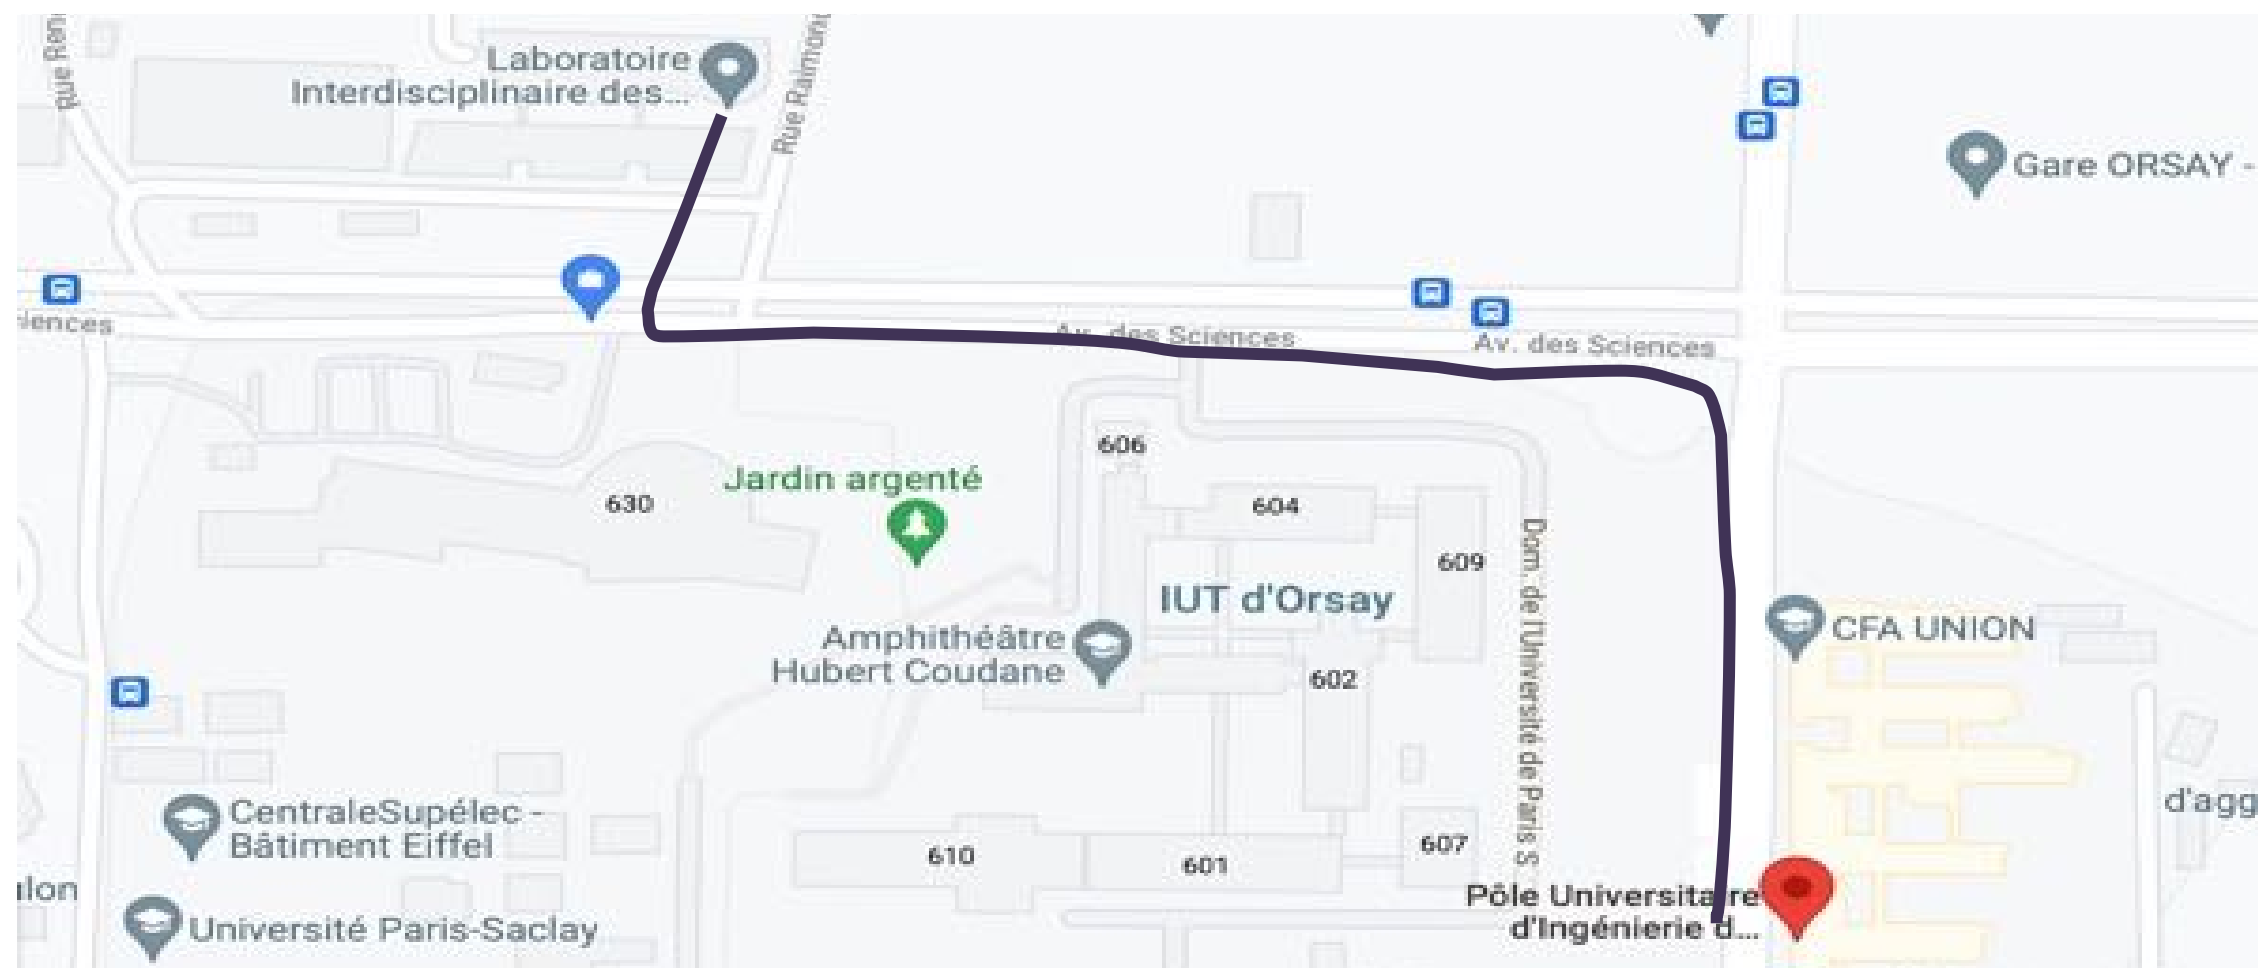 Rue Ren
Laboratoire
Interdisciplinaire des...
Rue Raimond
Gare ORSAY -
iences
Av. des Sciences
Av. des Sciences
606
Jardin argenté
630
604
609
IUT d'Orsay
Dom. de l'Université de Paris S
CFA UNION
Amphithéâtre
Hubert Coudane
602
CentraleSupélec -
Bâtiment Eiffel
610
601
607
d'agg
Pôle Universitaire
d'Ingénierie d...
lon
Université Paris-Saclay